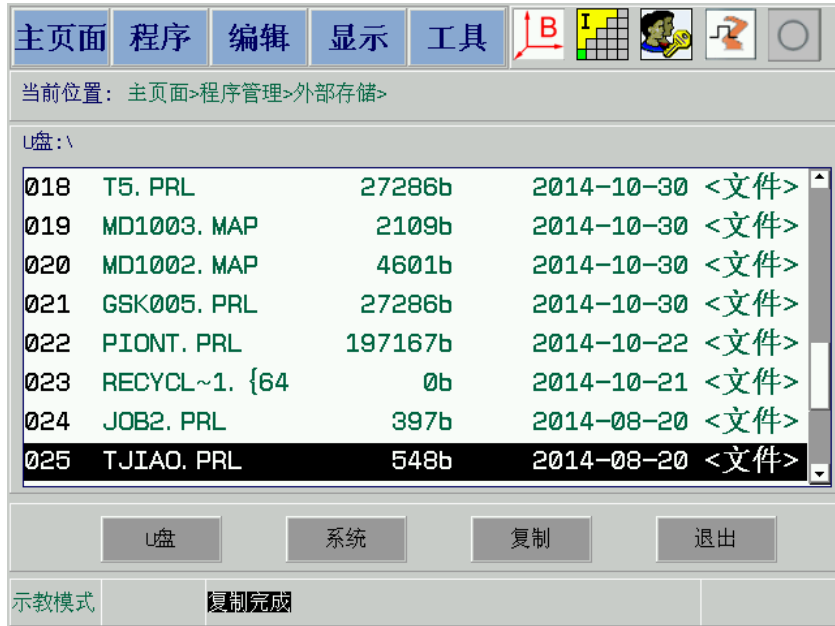 主页面 程序 编辑 显示 工具 B I
当前位置: 主页面>程序管理>外部存储>
U盘:\
018 T5.PRL 27286b 2014-10-30 <文件>
019 MD1003.MAP 2109b 2014-10-30 <文件>
020 MD1002.MAP 4601b 2014-10-30 <文件>
021 GSK005.PRL 27286b 2014-10-30 <文件>
022 PIONT.PRL 197167b 2014-10-22 <文件>
023 RECYCL~1.{64 0b 2014-10-21 <文件>
024 JOB2.PRL 397b 2014-08-20 <文件>
025 TJIAO.PRL 548b 2014-08-20 <文件>
U盘 系统 复制 退出
示教模式 复制完成